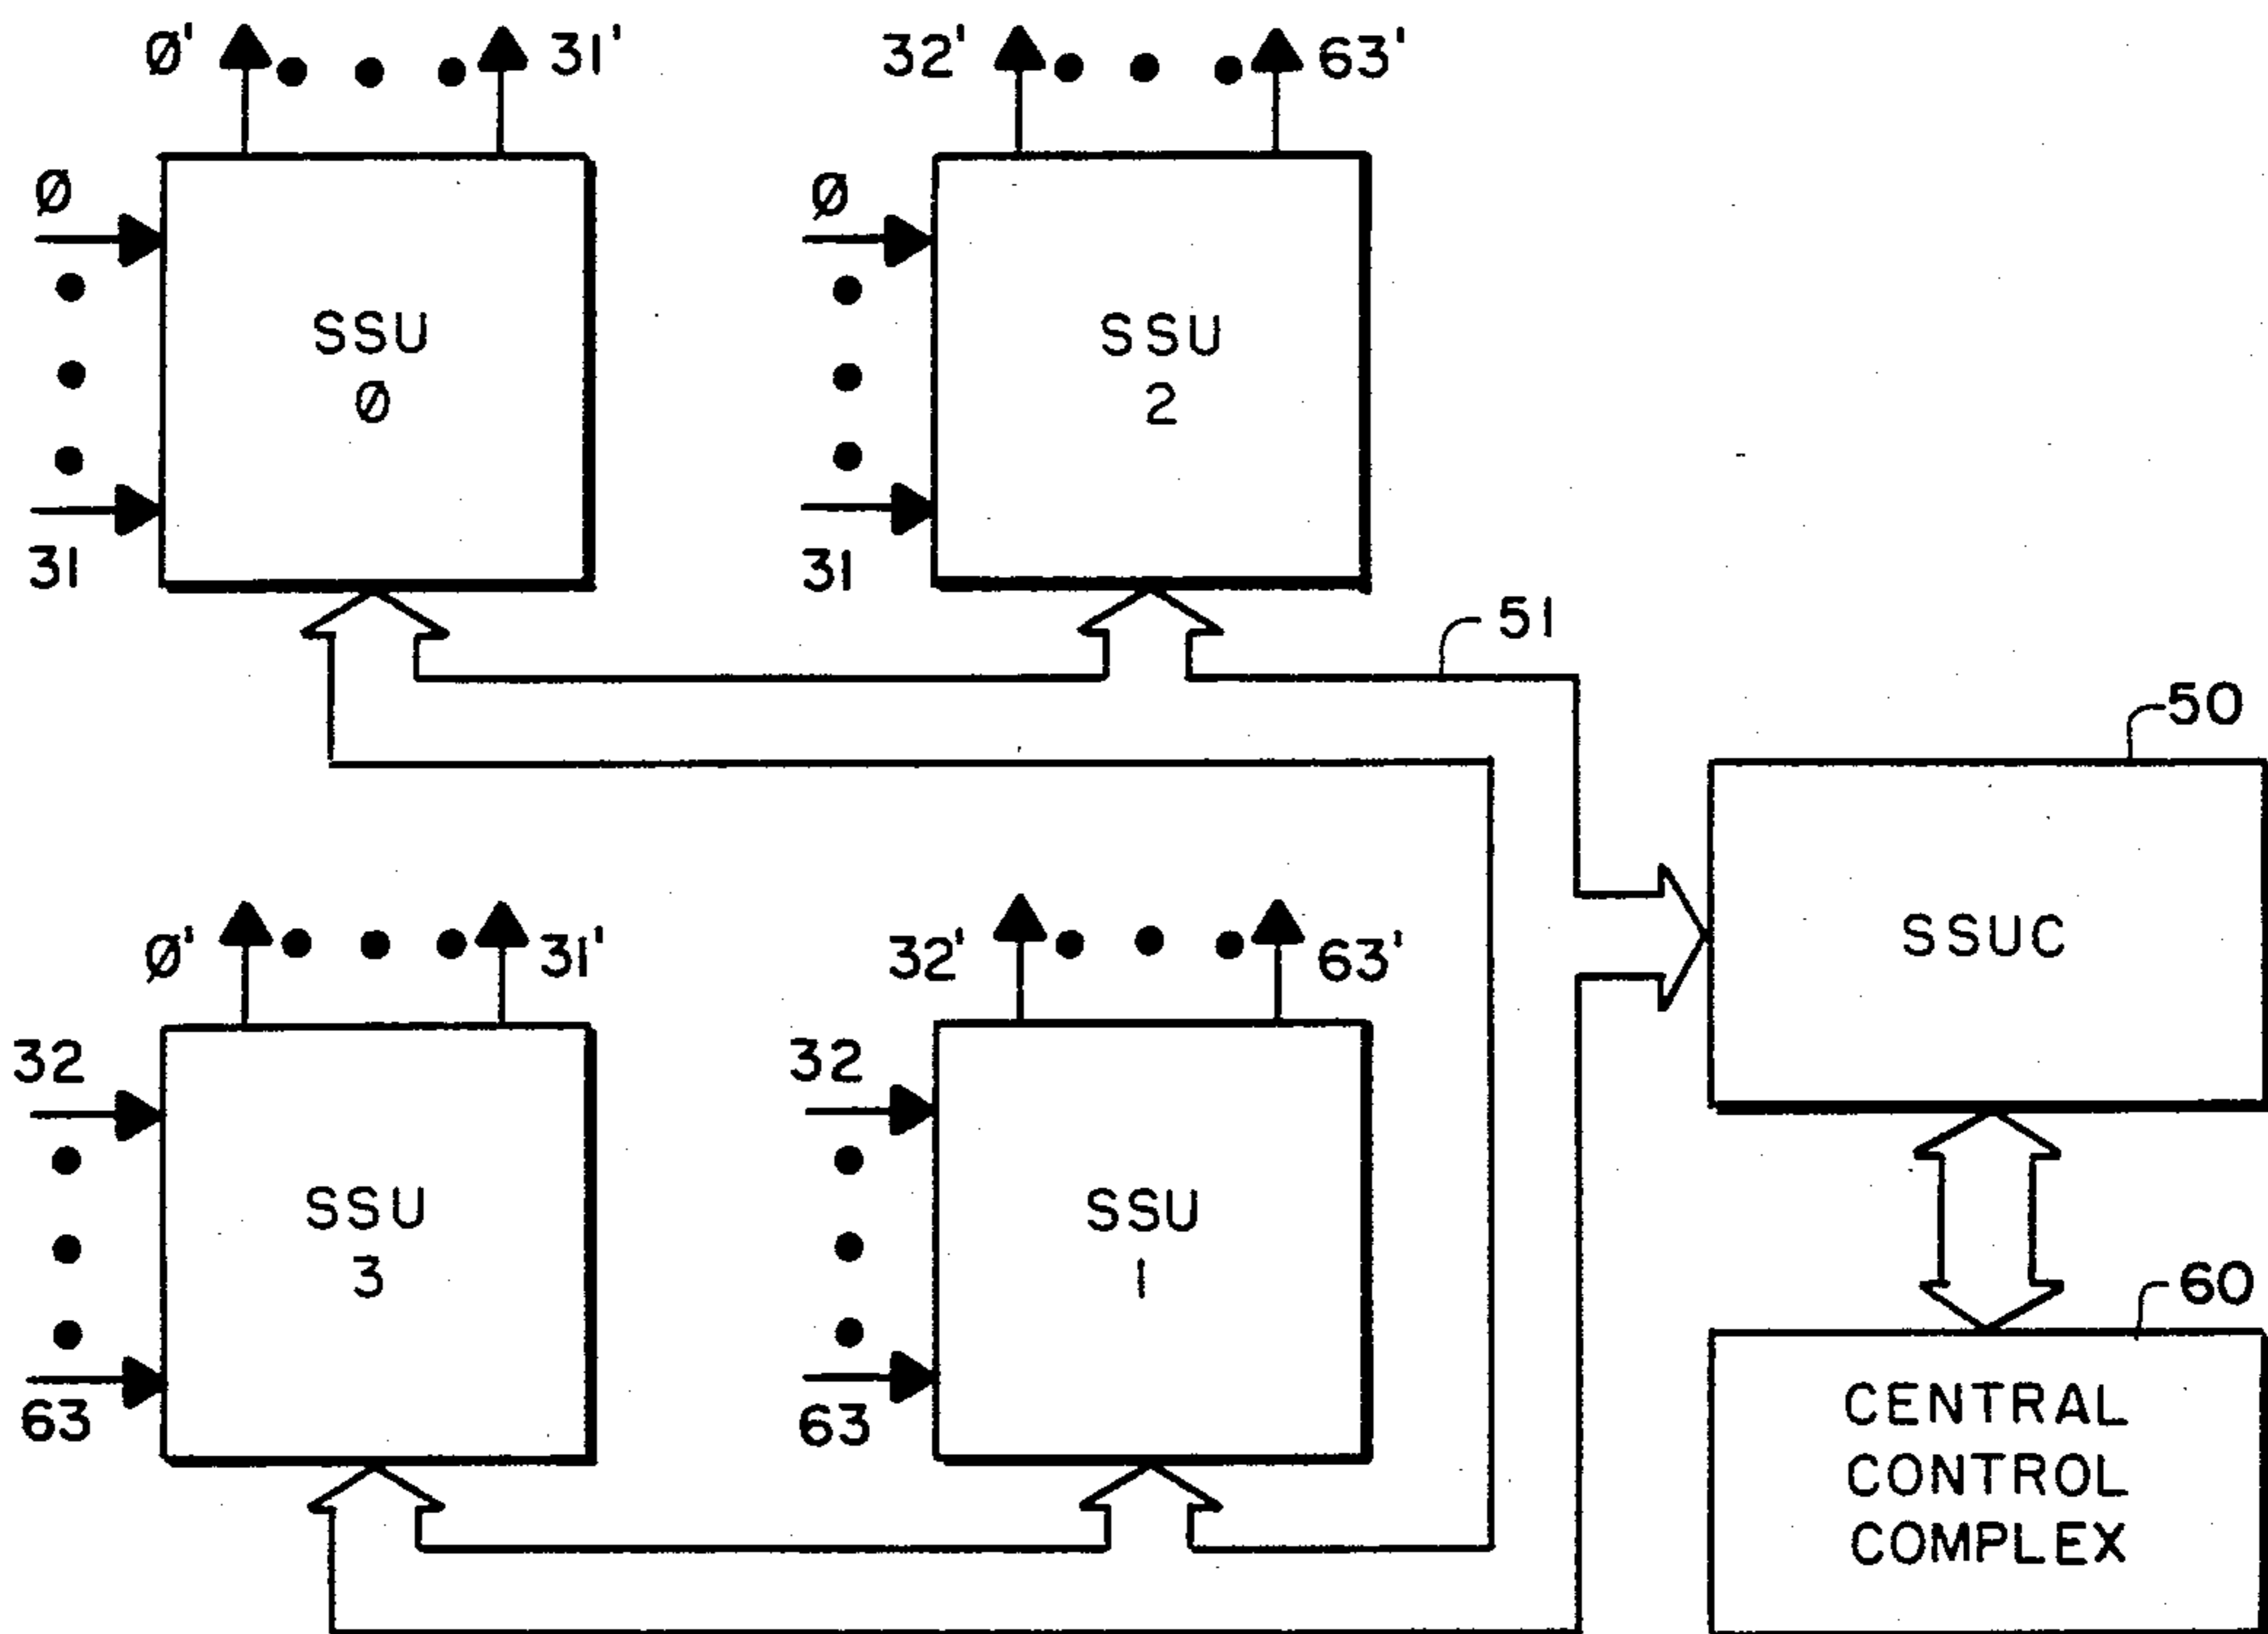 Ø' 31' 32' 63'
Ø Ø
SSU
Ø
SSU
2
31 31
51
50
SSUC
Ø' 31' 32' 63'
32 32
SSU
3
SSU
1
63 63
60
CENTRAL
CONTROL
COMPLEX